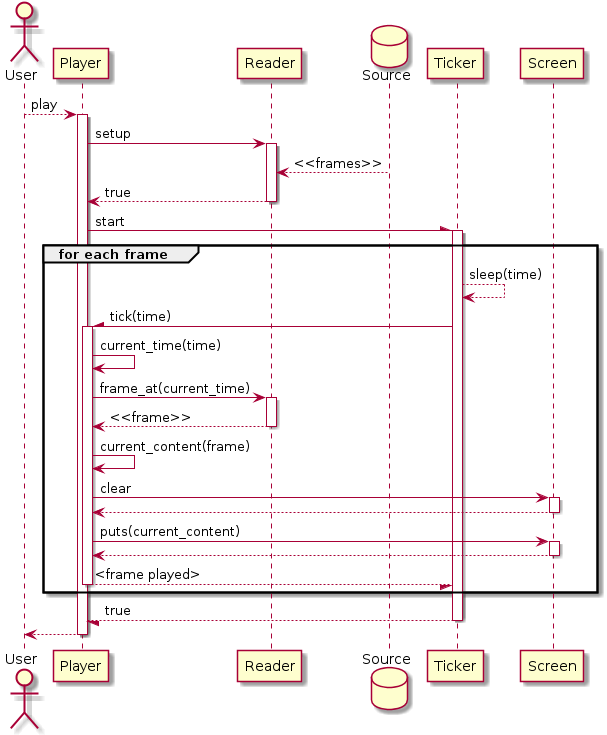 User
Player
Reader
Source
Ticker
Screen
play
setup
<<frames>>
true
start
for each frame
sleep(time)
tick(time)
current_time(time)
frame_at(current_time)
<<frame>>
current_content(frame)
clear
puts(current_content)
<frame played>
true
User
Player
Reader
Source
Ticker
Screen